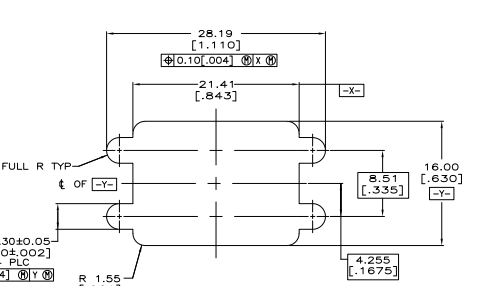 28.19
[1.110]
⌖ 0.10[.004] Ⓜ X Ⓜ
21.41
[.843]
-X-
FULL R TYP
℄ OF -Y-
8.51
[.335]
16.00
[.630]
-Y-
.30±0.05
0±.002]
PLC
4] Ⓜ Y Ⓜ
R 1.55
4.255
[.1675]